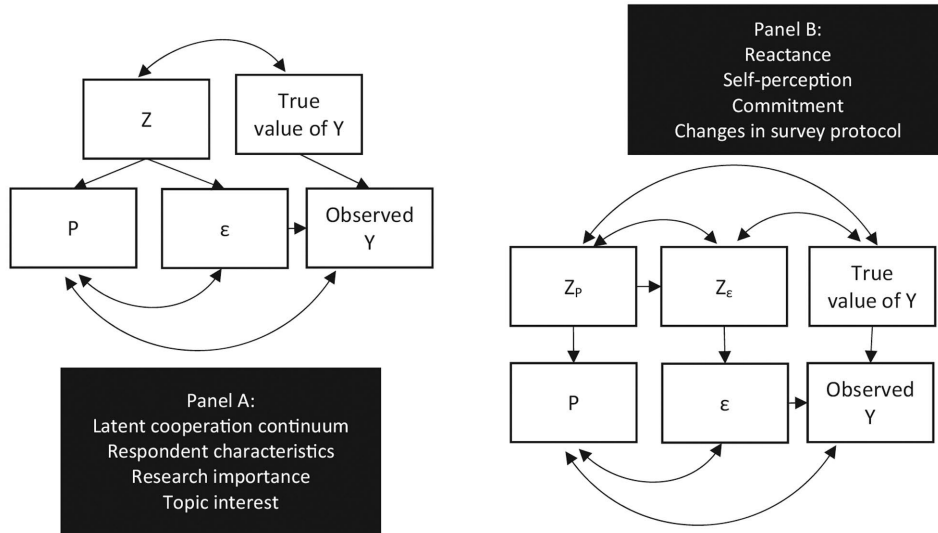 Z
True
value of Y
P
ε
Observed
Y
Panel A:
Latent cooperation continuum
Respondent characteristics
Research importance
Topic interest
Panel B:
Reactance
Self-perception
Commitment
Changes in survey protocol
Zₚ
Zε
True
value of Y
P
ε
Observed
Y